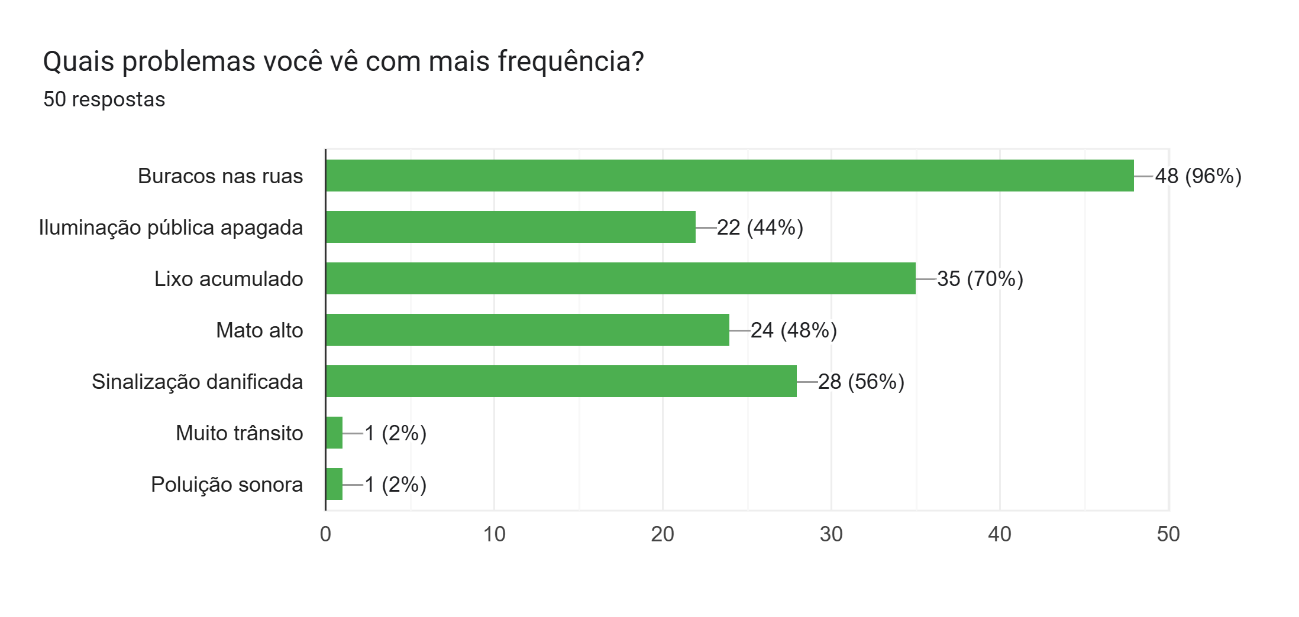 Quais problemas você vê com mais frequência?
50 respostas
Buracos nas ruas 48 (96%)
Iluminação pública apagada 22 (44%)
Lixo acumulado 35 (70%)
Mato alto 24 (48%)
Sinalização danificada 28 (56%)
Muito trânsito 1 (2%)
Poluição sonora 1 (2%)
0 10 20 30 40 50